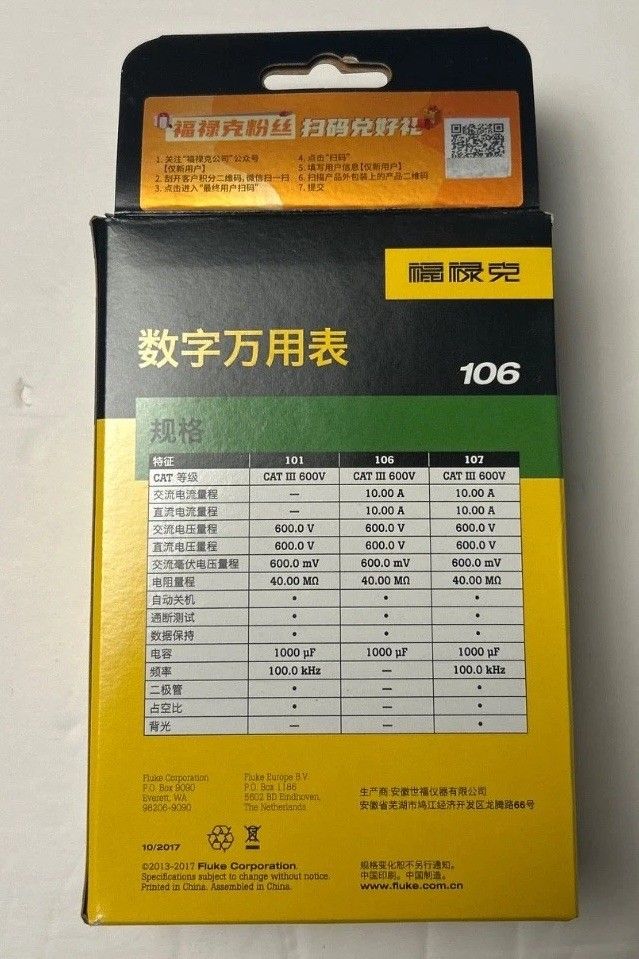 福禄克粉丝 扫码兑好礼
1. 关注“福禄克公司”公众号 4. 点击“扫码”
【仅新用户】 5. 填写用户信息【仅新用户】
2. 刮开客户积分二维码, 微信扫一扫 6. 扫描产品外包装上的产品二维码
3. 点击进入“最终用户扫码” 7. 提交
福禄克
数字万用表
106
规格
特征 101 106 107
CAT 等级 CAT III 600V CAT III 600V CAT III 600V
交流电流量程 — 10.00 A 10.00 A
直流电流量程 — 10.00 A 10.00 A
交流电压量程 600.0 V 600.0 V 600.0 V
直流电压量程 600.0 V 600.0 V 600.0 V
交流毫伏电压量程 600.0 mV 600.0 mV 600.0 mV
电阻量程 40.00 MΩ 40.00 MΩ 40.00 MΩ
自动关机 • • •
通断测试 • • •
数据保持 • • •
电容 1000 µF 1000 µF 1000 µF
频率 100.0 kHz — 100.0 kHz
二极管 • — •
占空比 • — •
背光 — — •
Fluke Corporation
P.O. Box 9090
Everett, WA
98206-9090
Fluke Europe B.V.
P.O. Box 1186
5602 BD Eindhoven,
The Netherlands
生产商:安徽世福仪器有限公司
安徽省芜湖市鸠江经济开发区龙腾路66号
10/2017
©2013-2017 Fluke Corporation.
Specifications subject to change without notice.
Printed in China. Assembled in China.
规格变化恕不另行通知。
中国印刷。中国制造。
www.fluke.com.cn